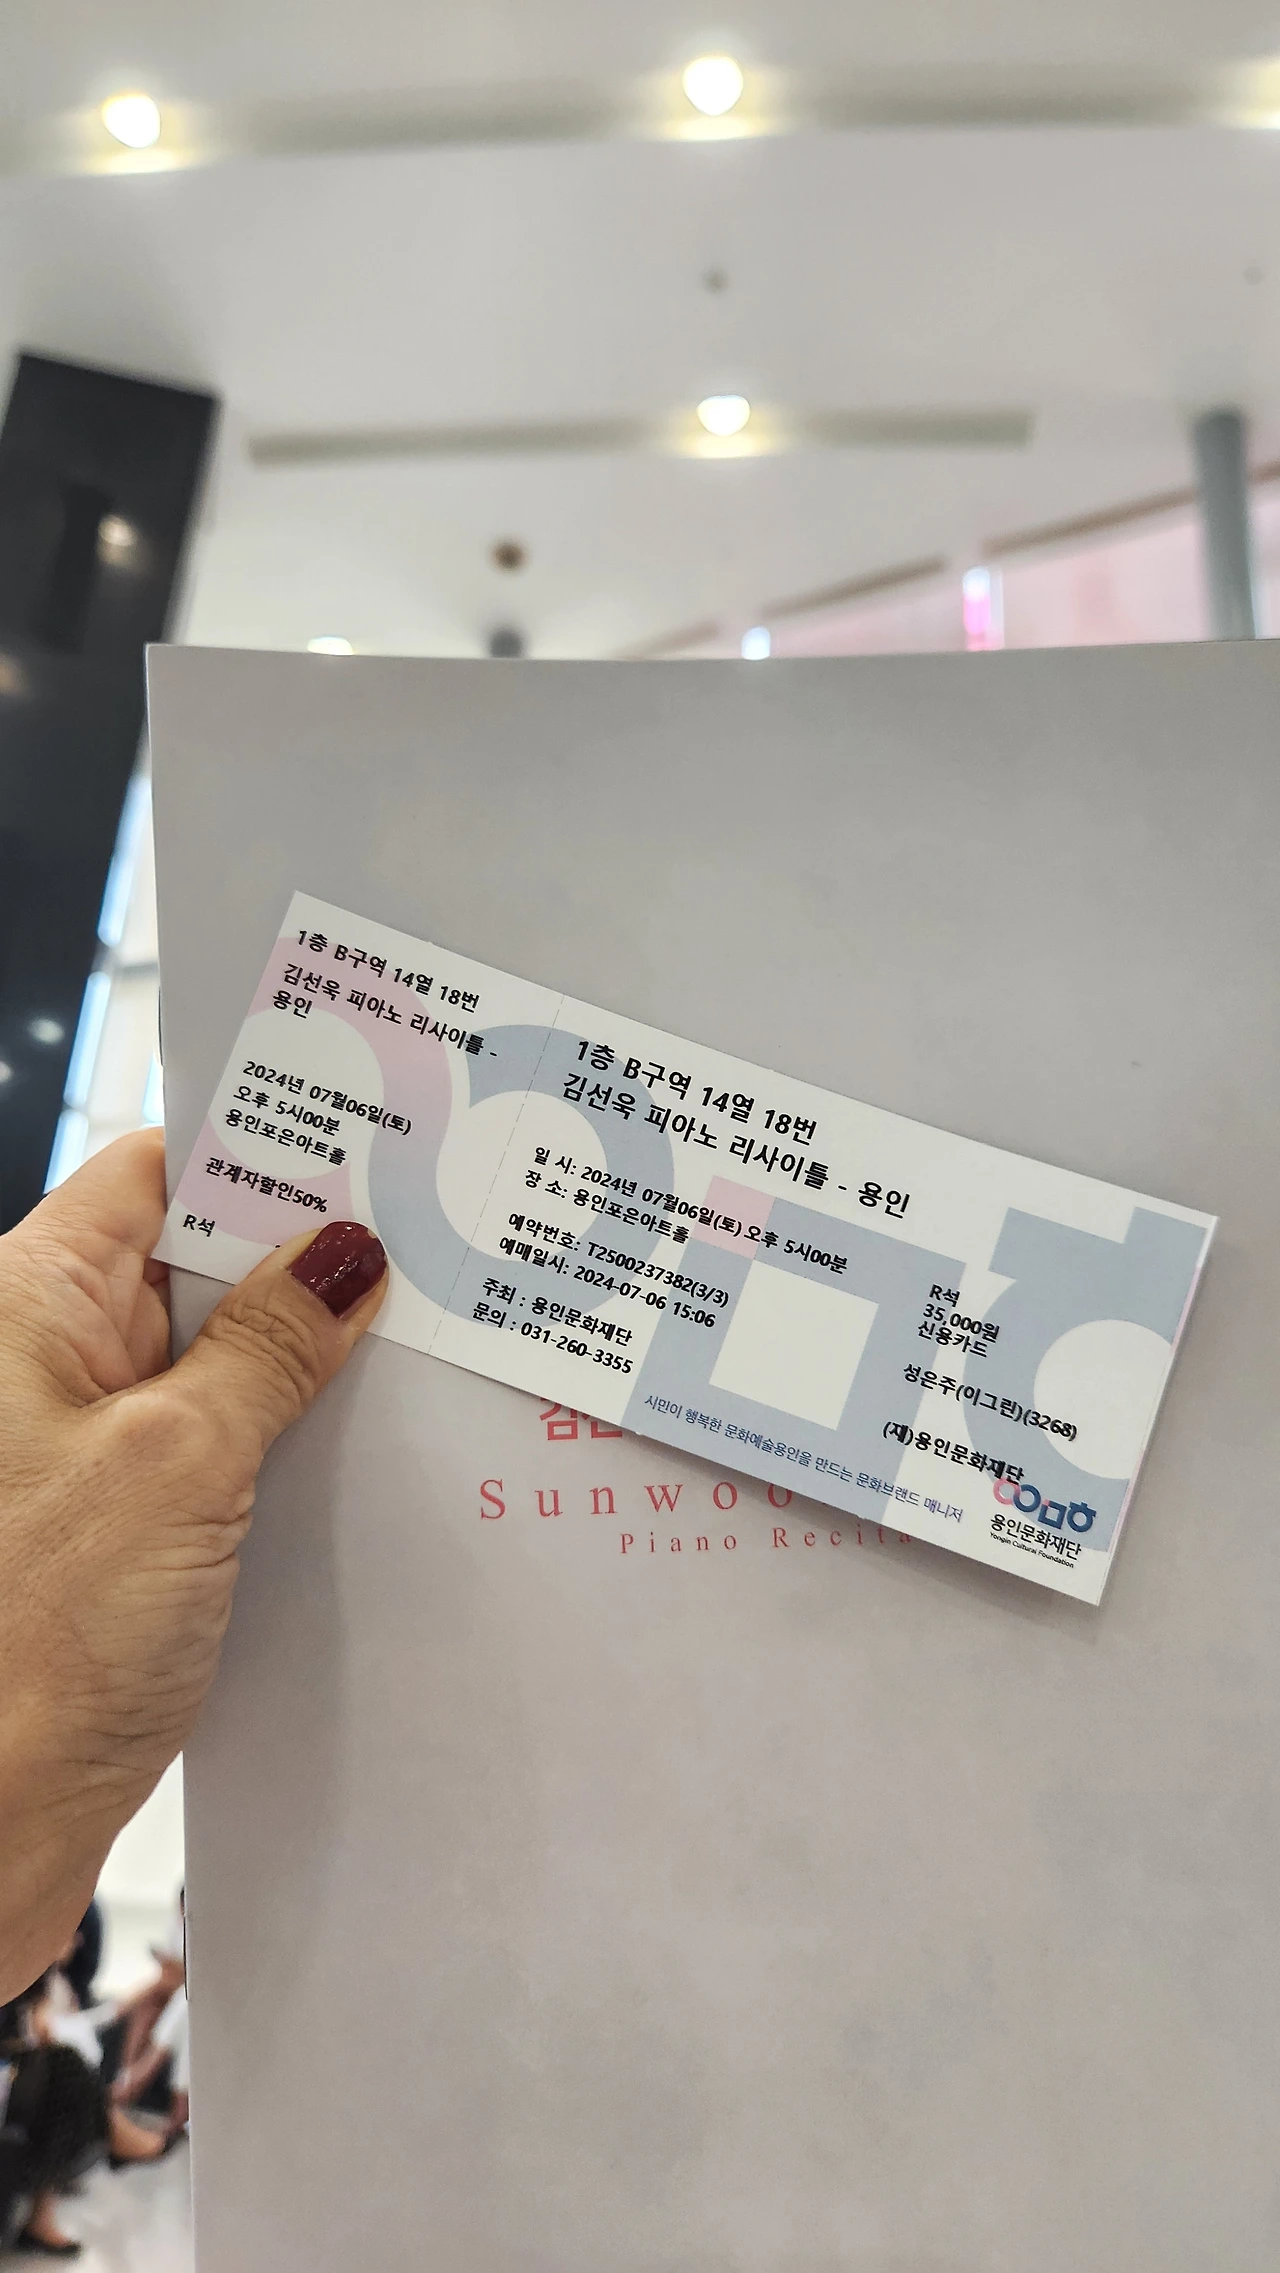 1층 B구역 14열 18번
김선욱 피아노 리사이틀 -
용인
2024년 07월06일(토)
오후 5시00분
용인포은아트홀
관계자할인50%
R석
1층 B구역 14열 18번
김선욱 피아노 리사이틀 - 용인
일 시: 2024년 07월06일(토) 오후 5시00분
장 소: 용인포은아트홀
예약번호: T2500237382(3/3)
예매일시: 2024-07-06 15:06
주최 : 용인문화재단
문의 : 031-260-3355
R석
35,000원
신용카드
성은주(이그린)(3268)
(재)용인문화재단
시민이 행복한 문화예술용인을 만드는 문화브랜드 매니저
용인문화재단
Yongin Cultural Foundation
Sunwoo
Piano Recita